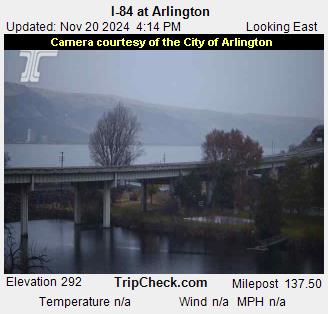 I-84 at Arlington
Updated: Nov 20 2024 4:14 PM Looking East
Camera courtesy of the City of Arlington
Elevation 292 TripCheck.com Milepost 137.50
Temperature n/a Wind n/a MPH n/a